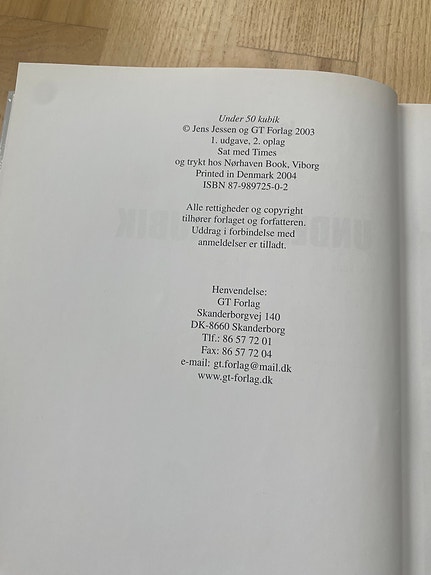 Under 50 kubik
© Jens Jessen og GT Forlag 2003
1. udgave, 2. oplag
Sat med Times
og trykt hos Nørhaven Book, Viborg
Printed in Denmark 2004
ISBN 87-989725-0-2
Alle rettigheder og copyright
tilhører forlaget og forfatteren.
Uddrag i forbindelse med
anmeldelser er tilladt.
Henvendelse:
GT Forlag
Skanderborgvej 140
DK-8660 Skanderborg
Tlf.: 86 57 72 01
Fax: 86 57 72 04
e-mail: gt.forlag@mail.dk
www.gt-forlag.dk